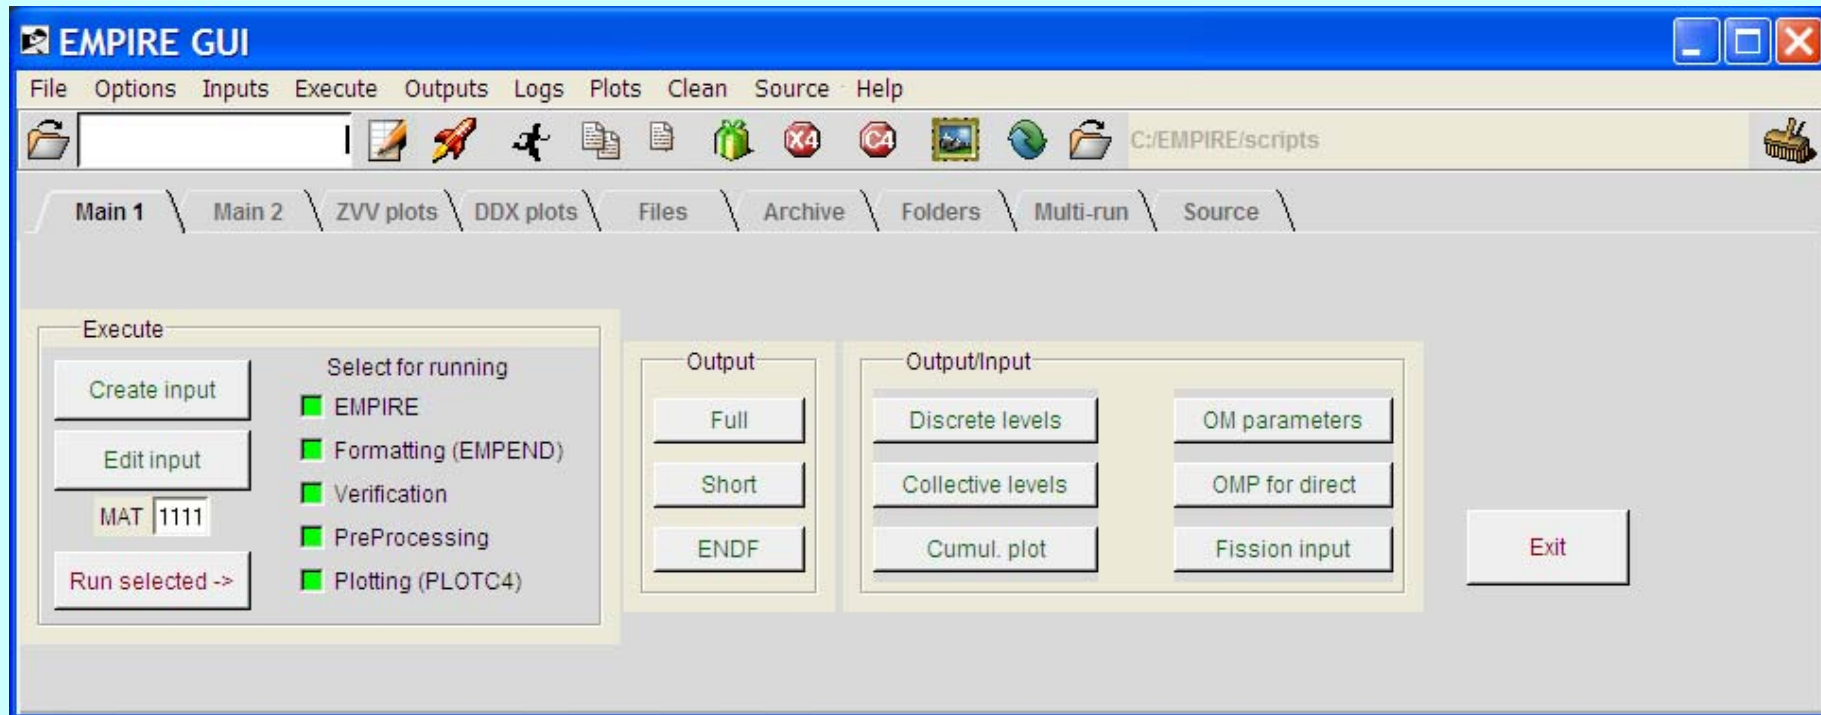 EMPIRE GUI
File Options Inputs Execute Outputs Logs Plots Clean Source Help
X4 C4 C:/EMPIRE/scripts
Main 1 Main 2 ZVV plots DDX plots Files Archive Folders Multi-run Source
Execute
Create input
Edit input
MAT 1111
Run selected ->
Select for running
EMPIRE
Formatting (EMPEND)
Verification
PreProcessing
Plotting (PLOTC4)
Output
Full
Short
ENDF
Output/Input
Discrete levels OM parameters
Collective levels OMP for direct
Cumul. plot Fission input
Exit